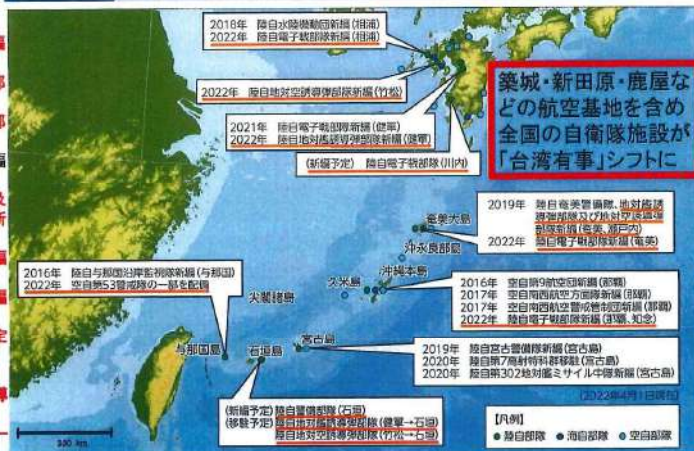 2018年 陸自水陸機動団新編(相浦)
2022年 陸自電子戦部隊新編(相浦)
2022年 陸自地対空誘導弾部隊新編(竹松)
2021年 陸自電子戦部隊新編(健軍)
2022年 陸自地対艦誘導弾部隊新編(健軍)
(新編予定) 陸自電子戦部隊(川内)
築城・新田原・鹿屋な
どの航空基地を含め
全国の自衛隊施設が
「台湾有事」シフトに
2019年 陸自奄美警備隊、地対艦誘
導弾部隊及び地対空誘導弾
部隊新編(奄美、瀬戸内)
2022年 陸自電子戦部隊新編(奄美)
奄美大島
沖永良部島
沖縄本島
久米島
尖閣諸島
2016年 陸自与那国沿岸監視隊新編(与那国)
2022年 空自第53警戒隊の一部を配備
2016年 空自第9航空団新編(那覇)
2017年 空自南西航空方面隊新編(那覇)
2017年 空自南西航空警戒管制団新編(那覇)
2022年 陸自電子戦部隊新編(那覇、知念)
与那国島
石垣島
宮古島
2019年 陸自宮古警備隊新編(宮古島)
2020年 陸自第7高射特科群移駐(宮古島)
2020年 陸自第302地対艦ミサイル中隊新編(宮古島)
(2022年4月1日現在)
(新編予定) 陸自警備部隊(石垣)
(移駐予定) 陸自地対艦誘導弾部隊(健軍→石垣)
陸自地対空誘導弾部隊(竹松→石垣)
【凡例】
●陸自部隊 ●海自部隊 ●空自部隊
300 km
編
部
部
編
及
新
編
編
定
導